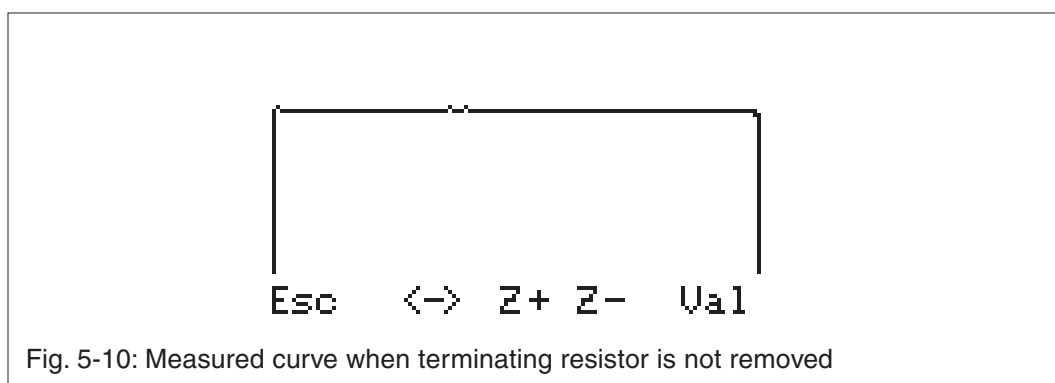 Esc <-> Z+ Z- Val
Fig. 5-10: Measured curve when terminating resistor is not removed